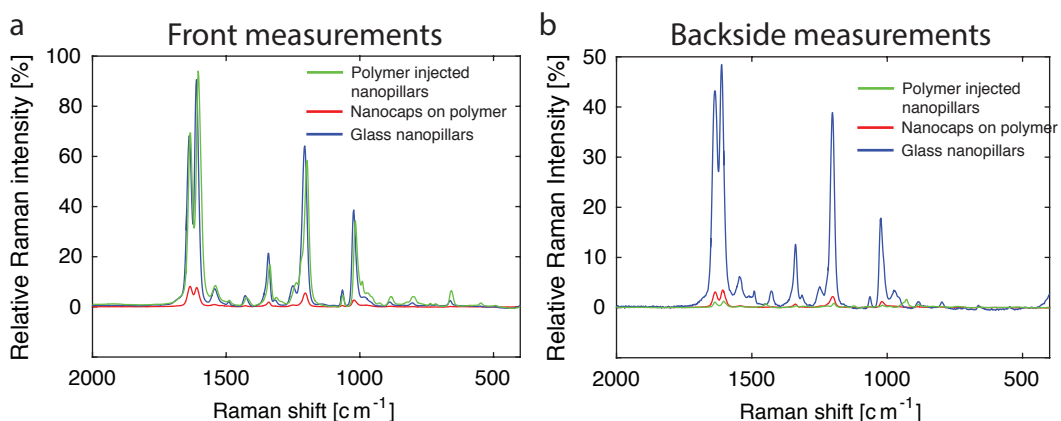 a
Front measurements
Relative Raman intensity [%]
100
80
60
40
20
0
Polymer injected
nanopillars
Nanocaps on polymer
Glass nanopillars
2000
1500
1000
500
Raman shift [cm⁻¹]
b
Backside measurements
Relative Raman Intensity [%]
50
40
30
20
10
0
Polymer injected
nanopillars
Nanocaps on polymer
Glass nanopillars
2000
1500
1000
500
Raman shift [cm⁻¹]